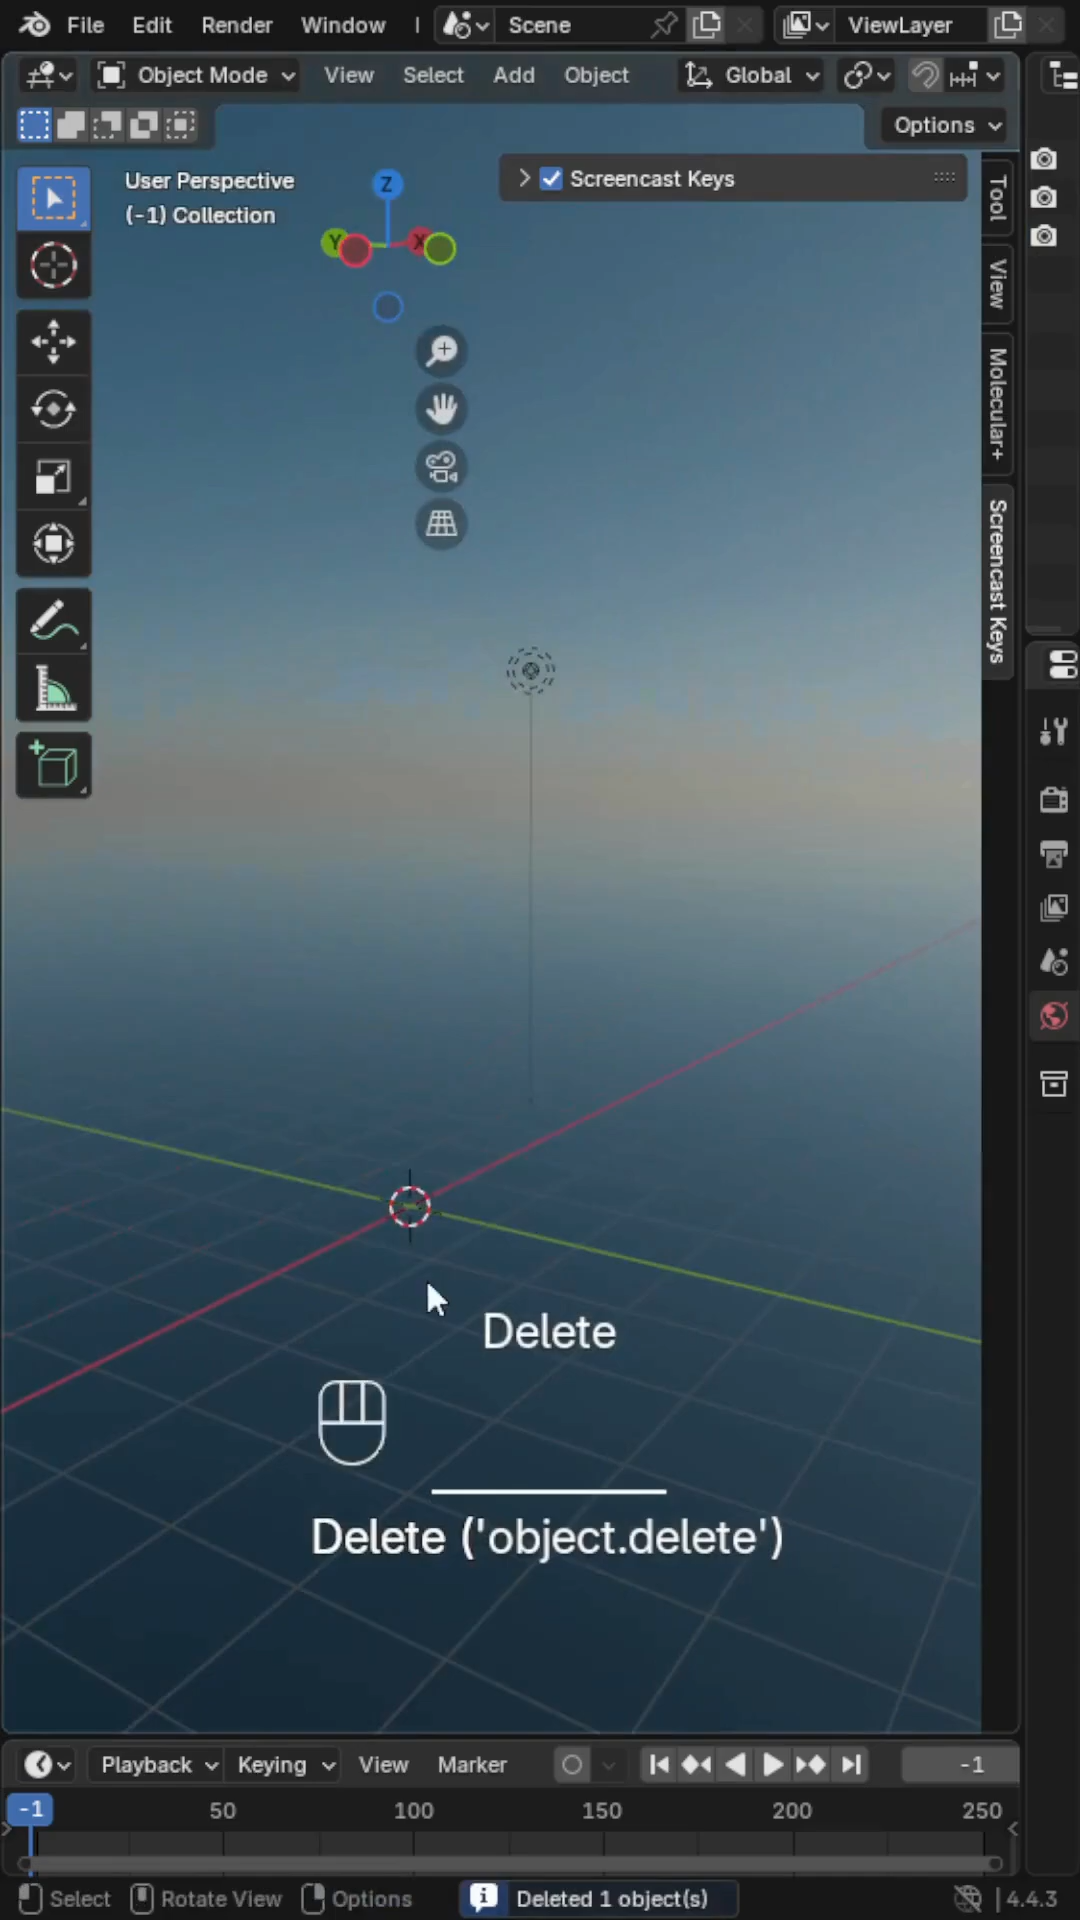 File Edit Render Window Scene ViewLayer
Object Mode View Select Add Object Global
Options
User Perspective
(-1) Collection
Screencast Keys
Z
Y X
Tool
View
Molecular+
Screencast Keys
Delete
Delete ('object.delete')
Playback Keying View Marker -1
-1 50 100 150 200 250
Select Rotate View Options Deleted 1 object(s) 4.4.3